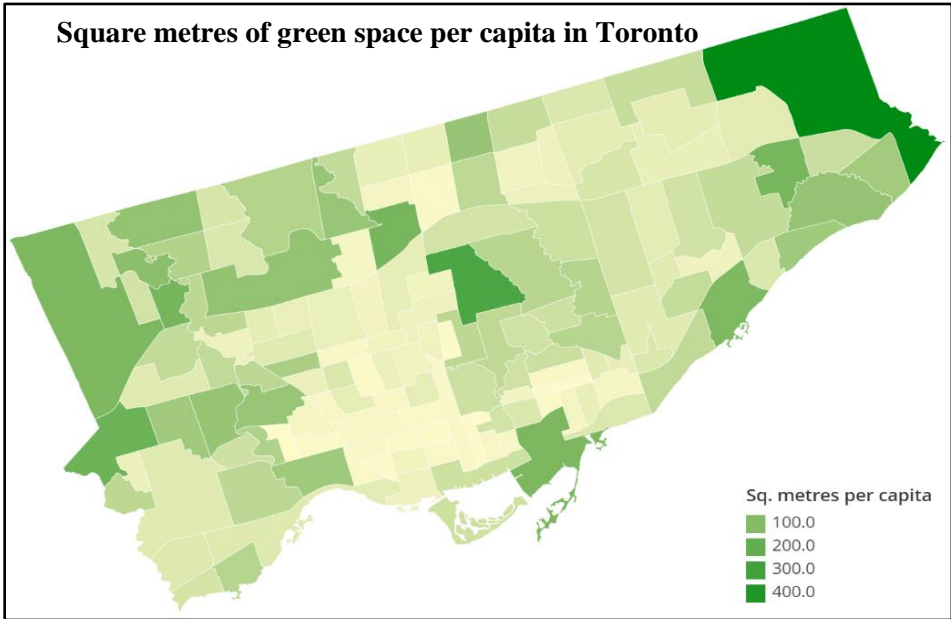 Square metres of green space per capita in Toronto
Sq. metres per capita
100.0
200.0
300.0
400.0